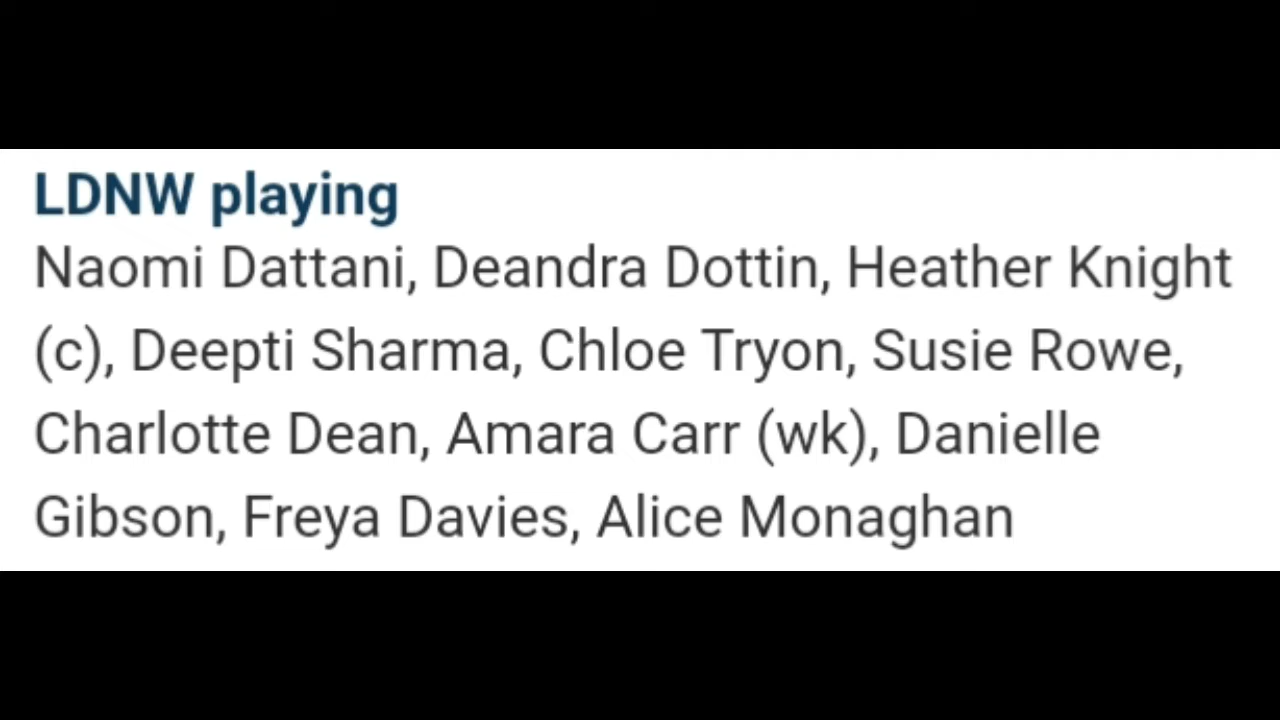 LDNW playing
Naomi Dattani, Deandra Dottin, Heather Knight
(c), Deepti Sharma, Chloe Tryon, Susie Rowe,
Charlotte Dean, Amara Carr (wk), Danielle
Gibson, Freya Davies, Alice Monaghan